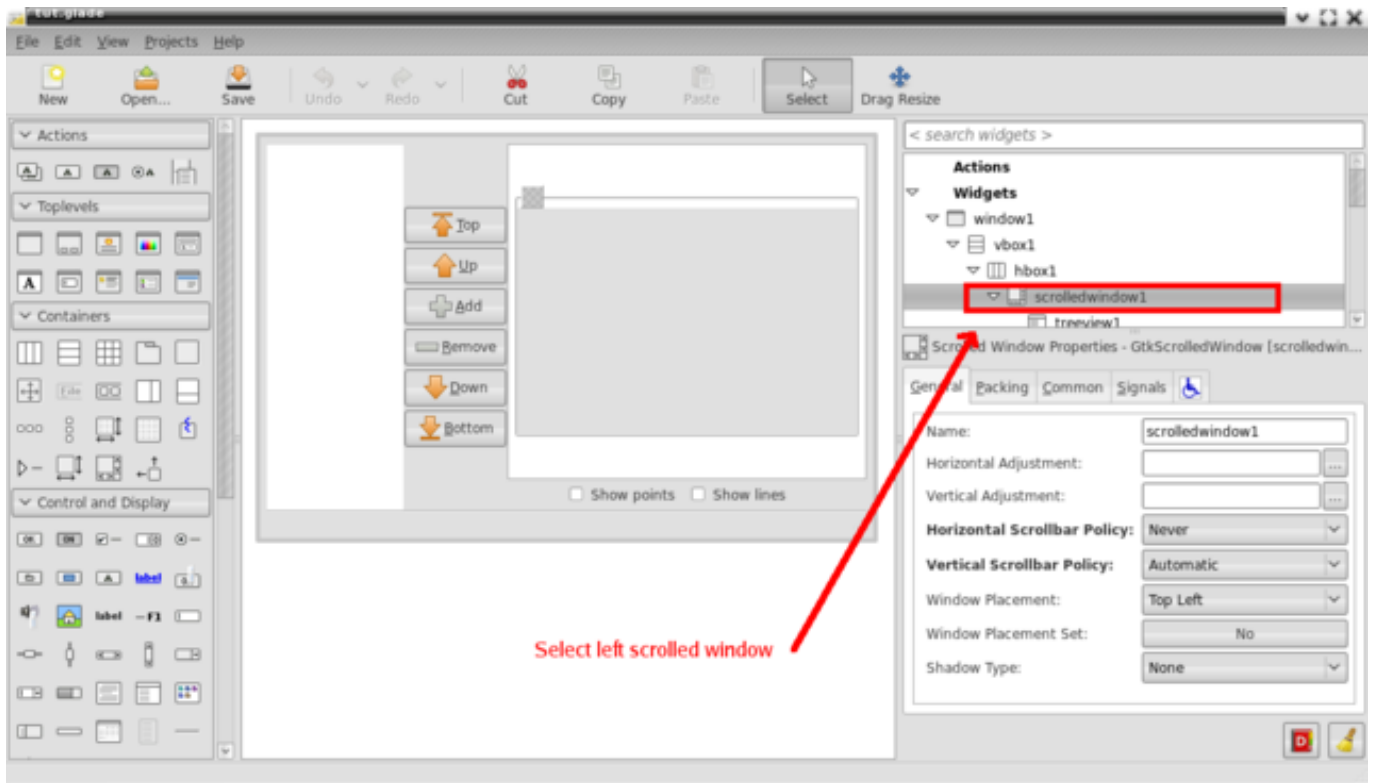 tut.glade
File Edit View Projects Help
New Open... Save Undo Redo Cut Copy Paste Select Drag Resize
Actions
Toplevels
Containers
Control and Display
label
label
Top
Up
Add
Remove
Down
Bottom
Show points Show lines
Select left scrolled window
< search widgets >
Actions
Widgets
window1
vbox1
hbox1
scrolledwindow1
treeview1
Scrolled Window Properties - GtkScrolledWindow [scrolledwin...
General Packing Common Signals
Name: scrolledwindow1
Horizontal Adjustment: ...
Vertical Adjustment: ...
Horizontal Scrollbar Policy: Never
Vertical Scrollbar Policy: Automatic
Window Placement: Top Left
Window Placement Set: No
Shadow Type: None